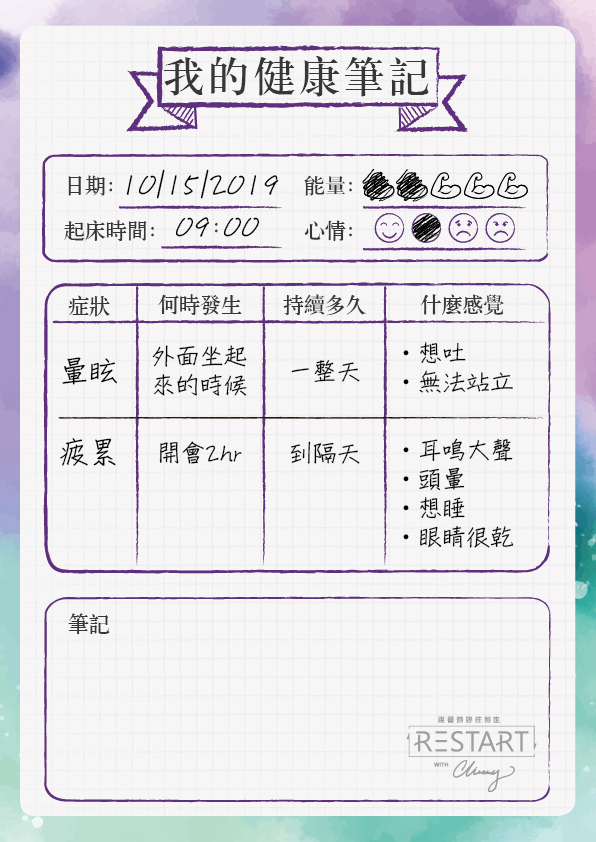 我的健康筆記
日期: 10/15/2019 能量:
起床時間: 09:00 心情:
症狀 何時發生 持續多久 什麼感覺
暈眩
外面坐起
來的時候
一整天
• 想吐
• 無法站立
疲累
開會2hr
到隔天
• 耳鳴大聲
• 頭暈
• 想睡
• 眼睛很乾
筆記
RESTART
WITH